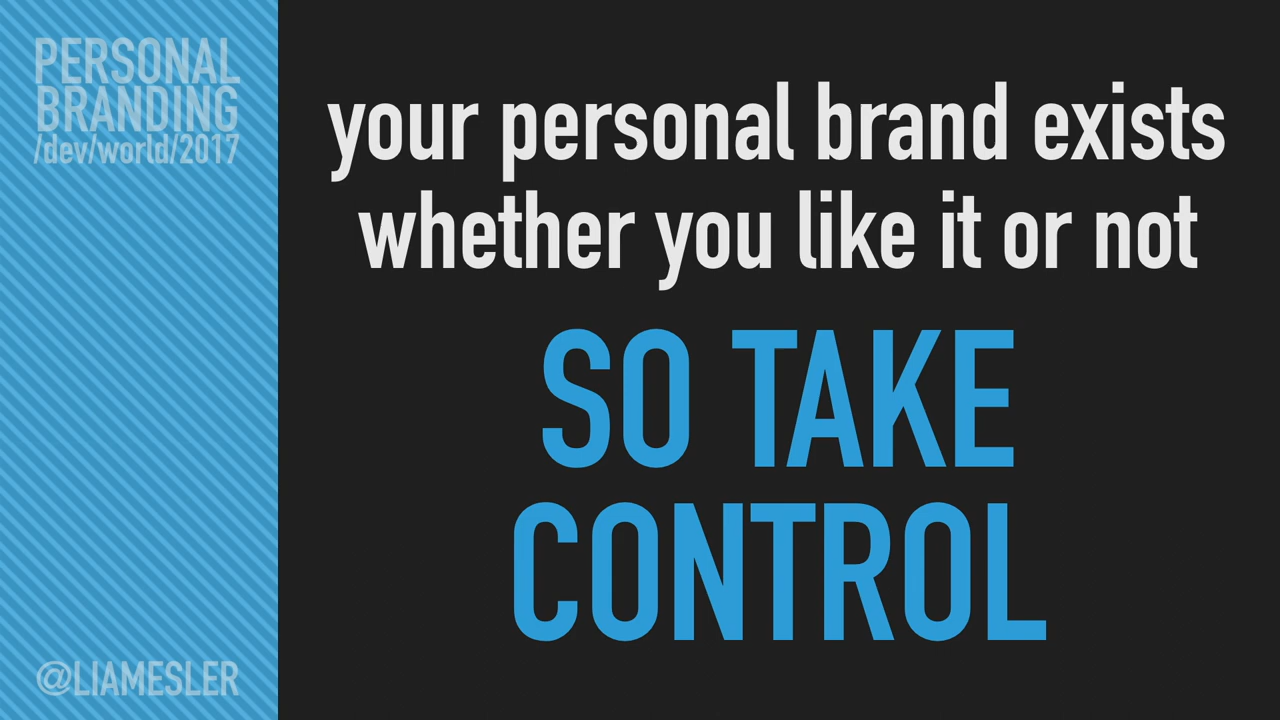 PERSONAL
BRANDING
/dev/world/2017
your personal brand exists
whether you like it or not
SO TAKE
CONTROL
@LIAMESLER